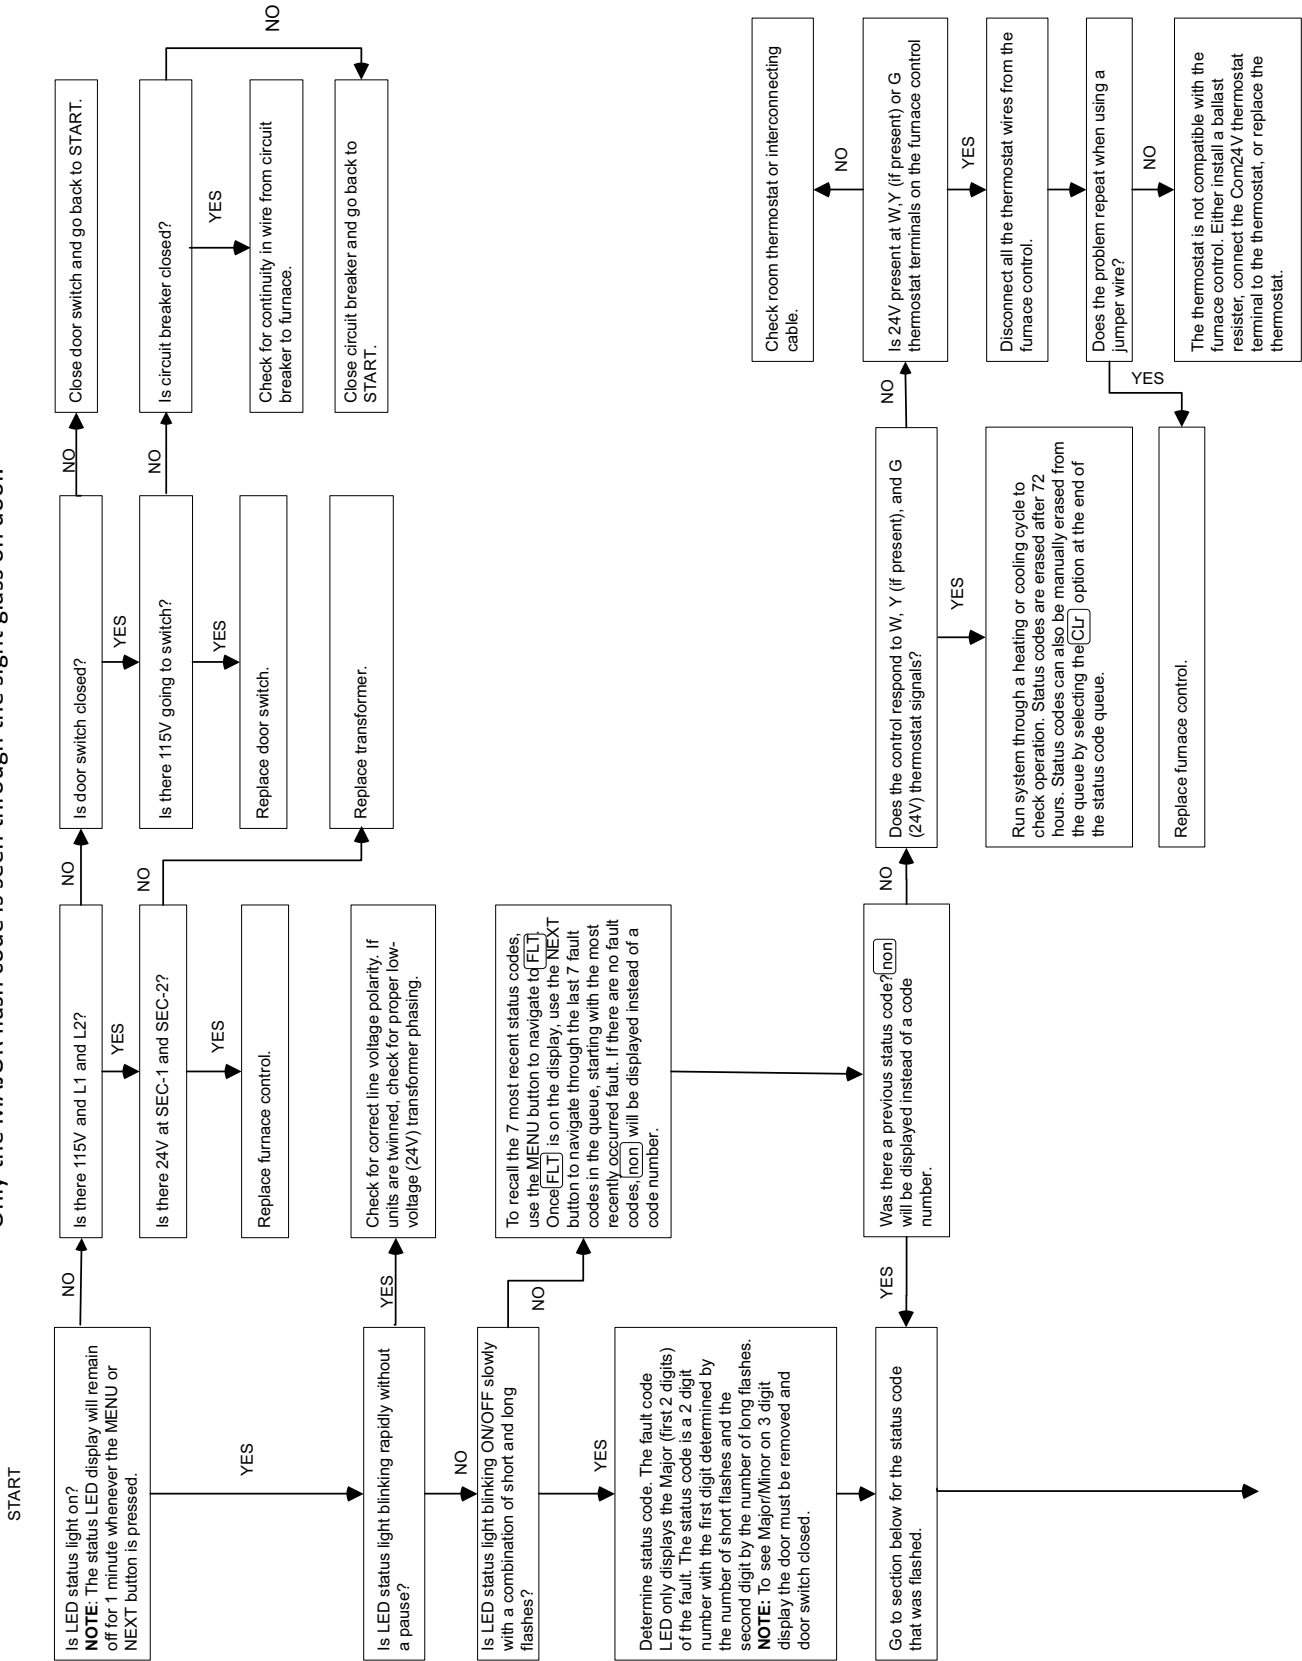 Only the MAJOR flash code is seen through the sight glass on door.
START
Is LED status light on?
NOTE: The status LED display will remain
off for 1 minute whenever the MENU or
NEXT button is pressed.
NO
Is there 115V and L1 and L2?
NO
Is door switch closed?
NO
Close door switch and go back to START.
YES
YES
Is there 24V at SEC-1 and SEC-2?
NO
Is there 115V going to switch?
NO
Is circuit breaker closed?
NO
YES
YES
YES
Replace furnace control.
Replace door switch.
Check for continuity in wire from circuit
breaker to furnace.
YES
Replace transformer.
Close circuit breaker and go back to
START.
Is LED status light blinking rapidly without
a pause?
YES
Check for correct line voltage polarity. If
units are twinned, check for proper low-
voltage (24V) transformer phasing.
NO
Is LED status light blinking ON/OFF slowly
with a combination of short and long
flashes?
NO
To recall the 7 most recent status codes,
use the MENU button to navigate to FLT.
Once FLT is on the display, use the NEXT
button to navigate through the last 7 fault
codes in the queue, starting with the most
recently occurred fault. If there are no fault
codes, non will be displayed instead of a
code number.
YES
Determine status code. The fault code
LED only displays the Major (first 2 digits)
of the fault. The status code is a 2 digit
number with the first digit determined by
the number of short flashes and the
second digit by the number of long flashes.
NOTE: To see Major/Minor on 3 digit
display the door must be removed and
door switch closed.
Check room thermostat or interconnecting
cable.
NO
Go to section below for the status code
that was flashed.
YES
Was there a previous status code? non
will be displayed instead of a code
number.
NO
Does the control respond to W, Y (if present), and G
(24V) thermostat signals?
NO
Is 24V present at W,Y (if present) or G
thermostat terminals on the furnace control
YES
YES
Run system through a heating or cooling cycle to
check operation. Status codes are erased after 72
hours. Status codes can also be manually erased from
the queue by selecting the CLr option at the end of
the status code queue.
Disconnect all the thermostat wires from the
furnace control.
Does the problem repeat when using a
jumper wire?
YES
NO
Replace furnace control.
The thermostat is not compatible with the
furnace control. Either install a ballast
resister, connect the Com24V thermostat
terminal to the thermostat, or replace the
thermostat.